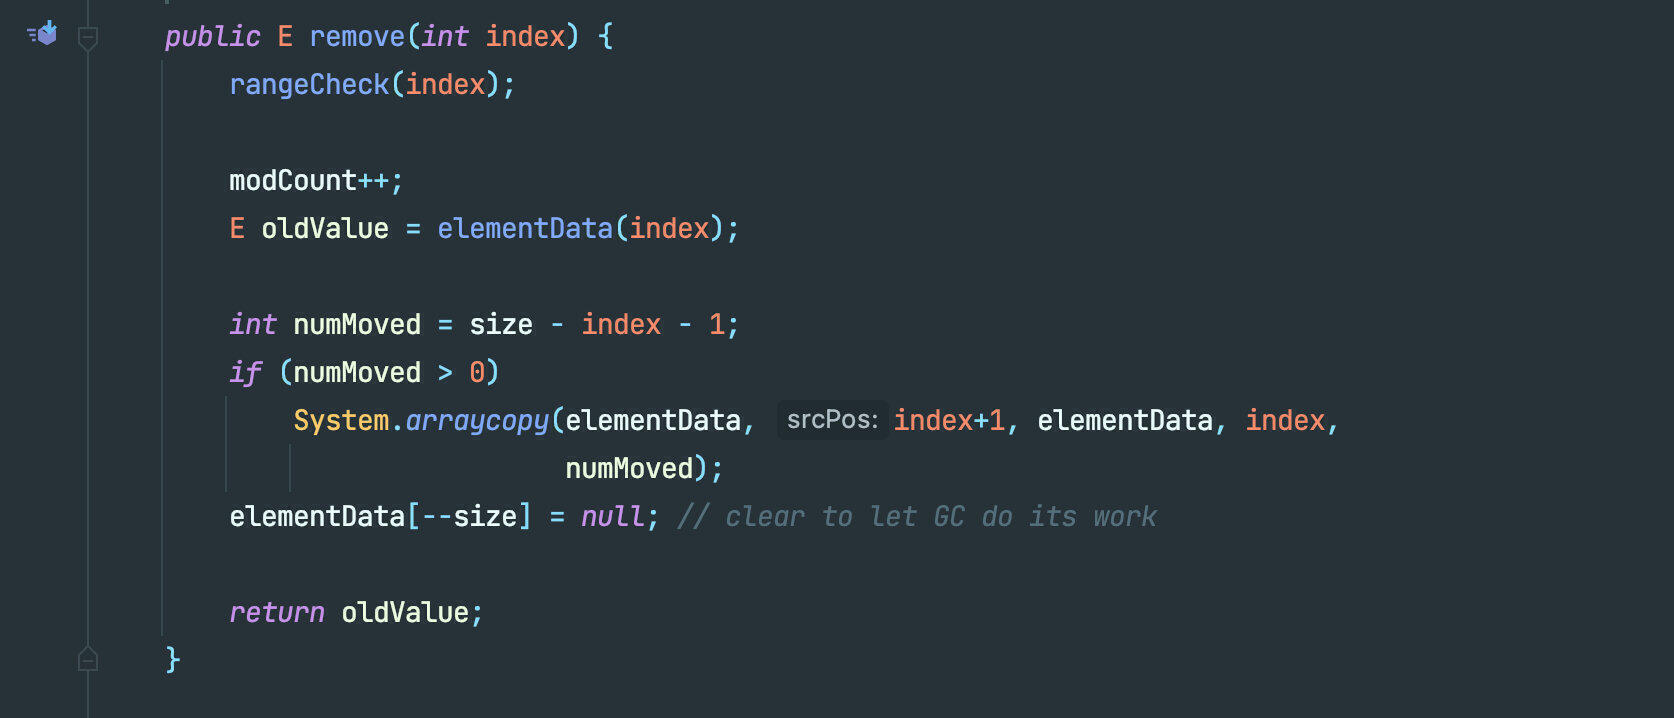 public E remove(int index) {
rangeCheck(index);
modCount++;
E oldValue = elementData(index);
int numMoved = size - index - 1;
if (numMoved > 0)
System.arraycopy(elementData, srcPos: index+1, elementData, index,
numMoved);
elementData[--size] = null; // clear to let GC do its work
return oldValue;
}